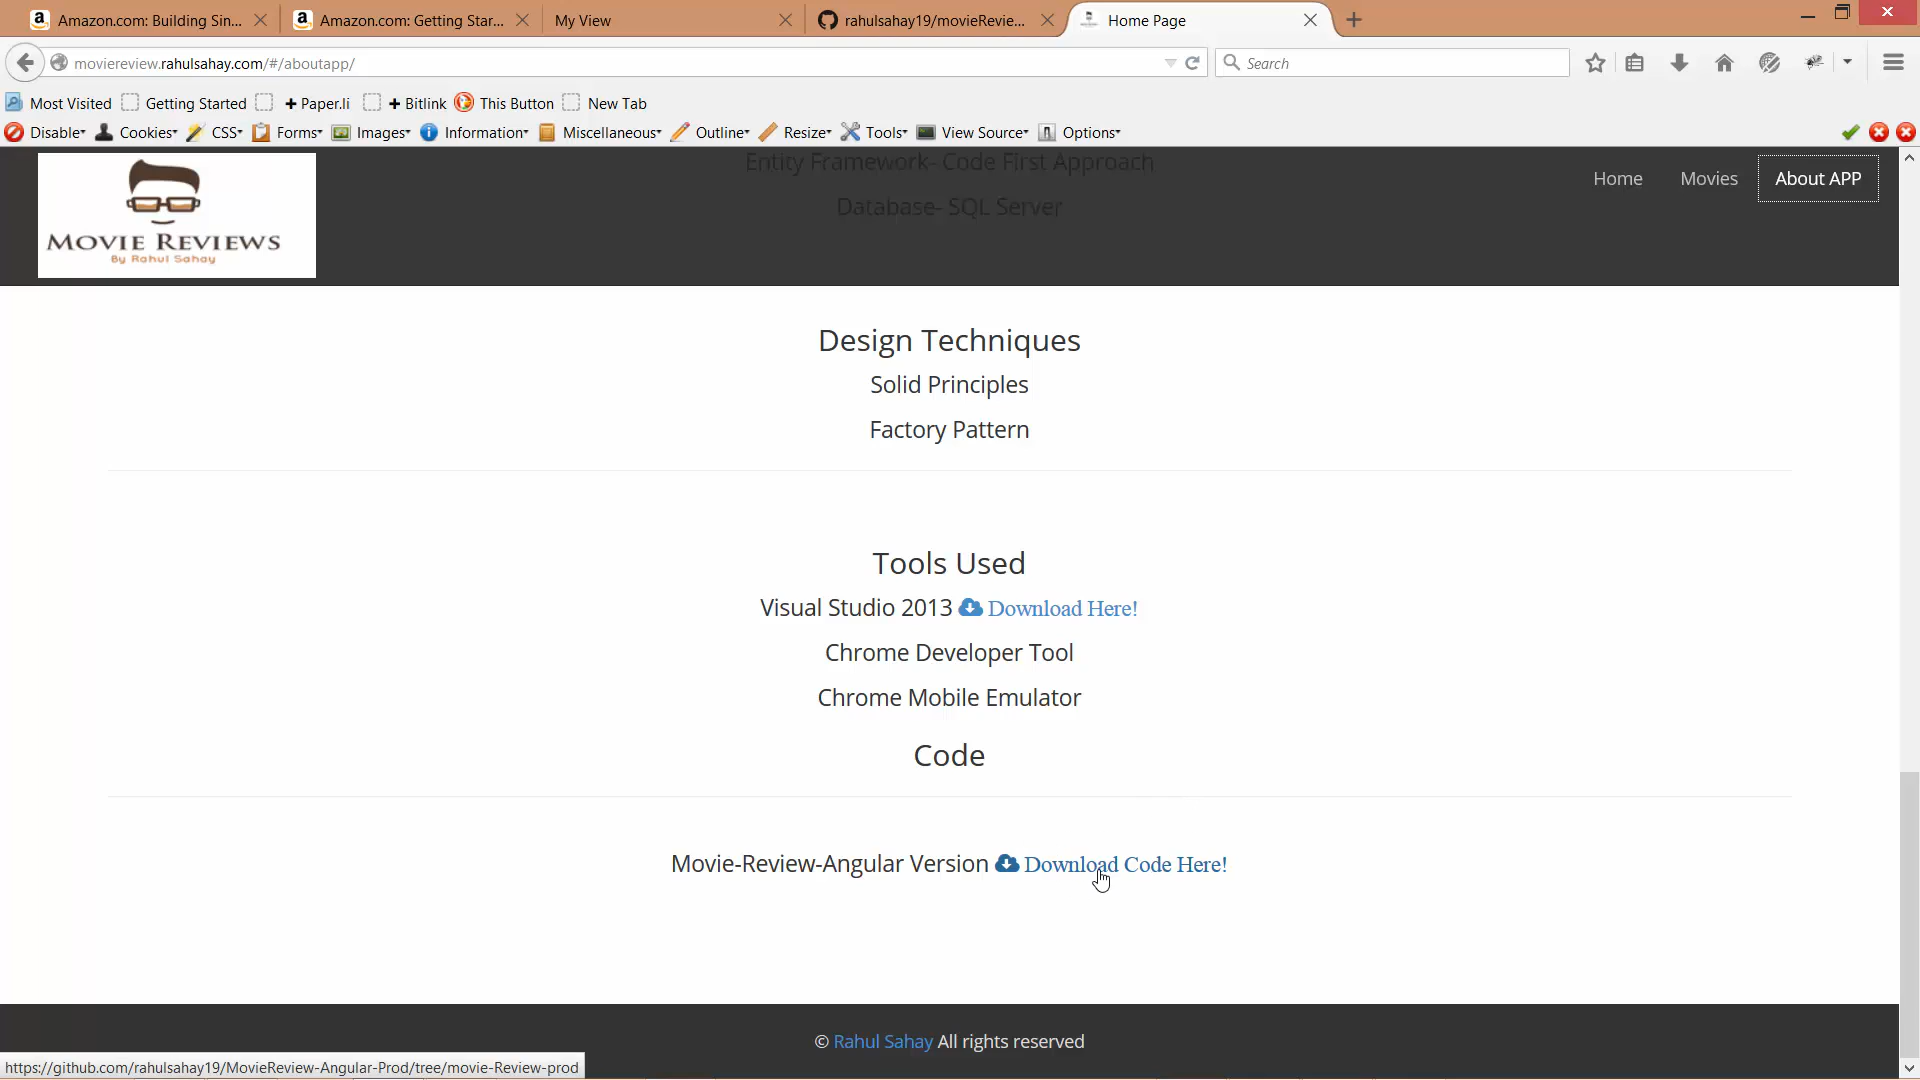 Amazon.com: Building Sin...
Amazon.com: Getting Star...
My View
rahulsahay19/movieRevie...
Home Page
moviereview.rahulsahay.com/#/aboutapp/
Search
Most Visited
Getting Started
+ Paper.li
+ Bitlink
This Button
New Tab
Disable
Cookies
CSS
Forms
Images
Information
Miscellaneous
Outline
Resize
Tools
View Source
Options
MOVIE REVIEWS
By Rahul Sahay
Entity Framework- Code First Approach
Database- SQL Server
Home
Movies
About APP
Design Techniques
Solid Principles
Factory Pattern
Tools Used
Visual Studio 2013 Download Here!
Chrome Developer Tool
Chrome Mobile Emulator
Code
Movie-Review-Angular Version Download Code Here!
© Rahul Sahay All rights reserved
https://github.com/rahulsahay19/MovieReview-Angular-Prod/tree/movie-Review-prod